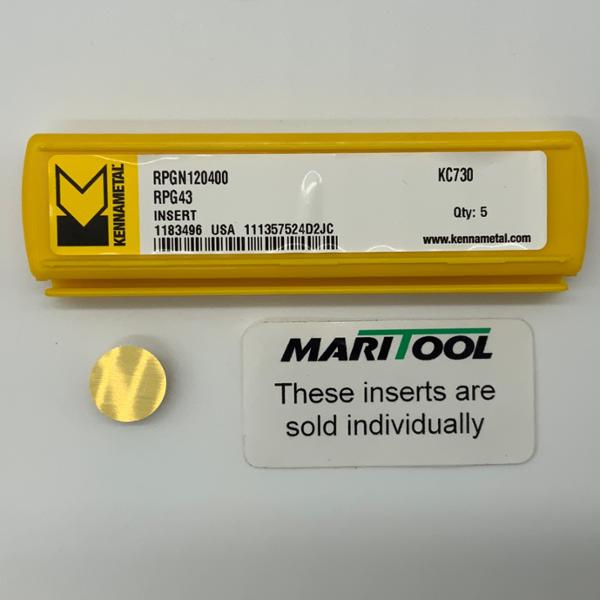 KENNAMETAL
RPGN120400 KC730
RPG43
INSERT Qty: 5
1183496 USA 111357524D2JC www.kennametal.com
MARITOOL
These inserts are
sold individually